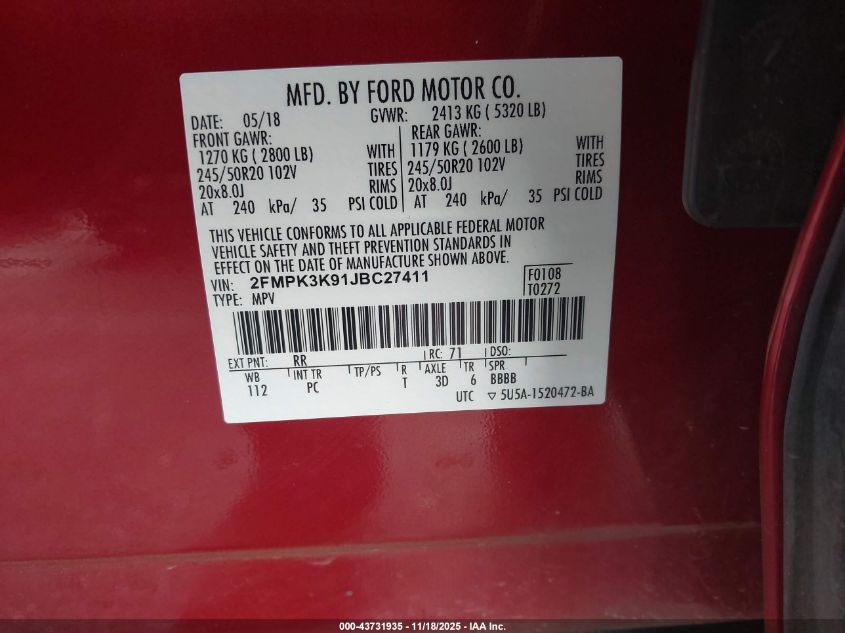 MFD. BY FORD MOTOR CO.
DATE: 05/18 GVWR: 2413 KG ( 5320 LB)
FRONT GAWR: REAR GAWR:
1270 KG ( 2800 LB) WITH 1179 KG ( 2600 LB) WITH
245/50R20 102V TIRES 245/50R20 102V TIRES
20x8.0J RIMS 20x8.0J RIMS
AT 240 kPa/ 35 PSI COLD AT 240 kPa/ 35 PSI COLD
THIS VEHICLE CONFORMS TO ALL APPLICABLE FEDERAL MOTOR
VEHICLE SAFETY AND THEFT PREVENTION STANDARDS IN
EFFECT ON THE DATE OF MANUFACTURE SHOWN ABOVE.
VIN: 2FMPK3K91JBC27411 F0108
TYPE: MPV T0272
EXT PNT: RR RC: 71 DSO:
WB INT TR TP/PS R AXLE TR SPR
112 PC T 3D 6 BBBB
UTC ▽ 5U5A-1520472-BA
000-43731935 - 11/18/2025 - IAA Inc.